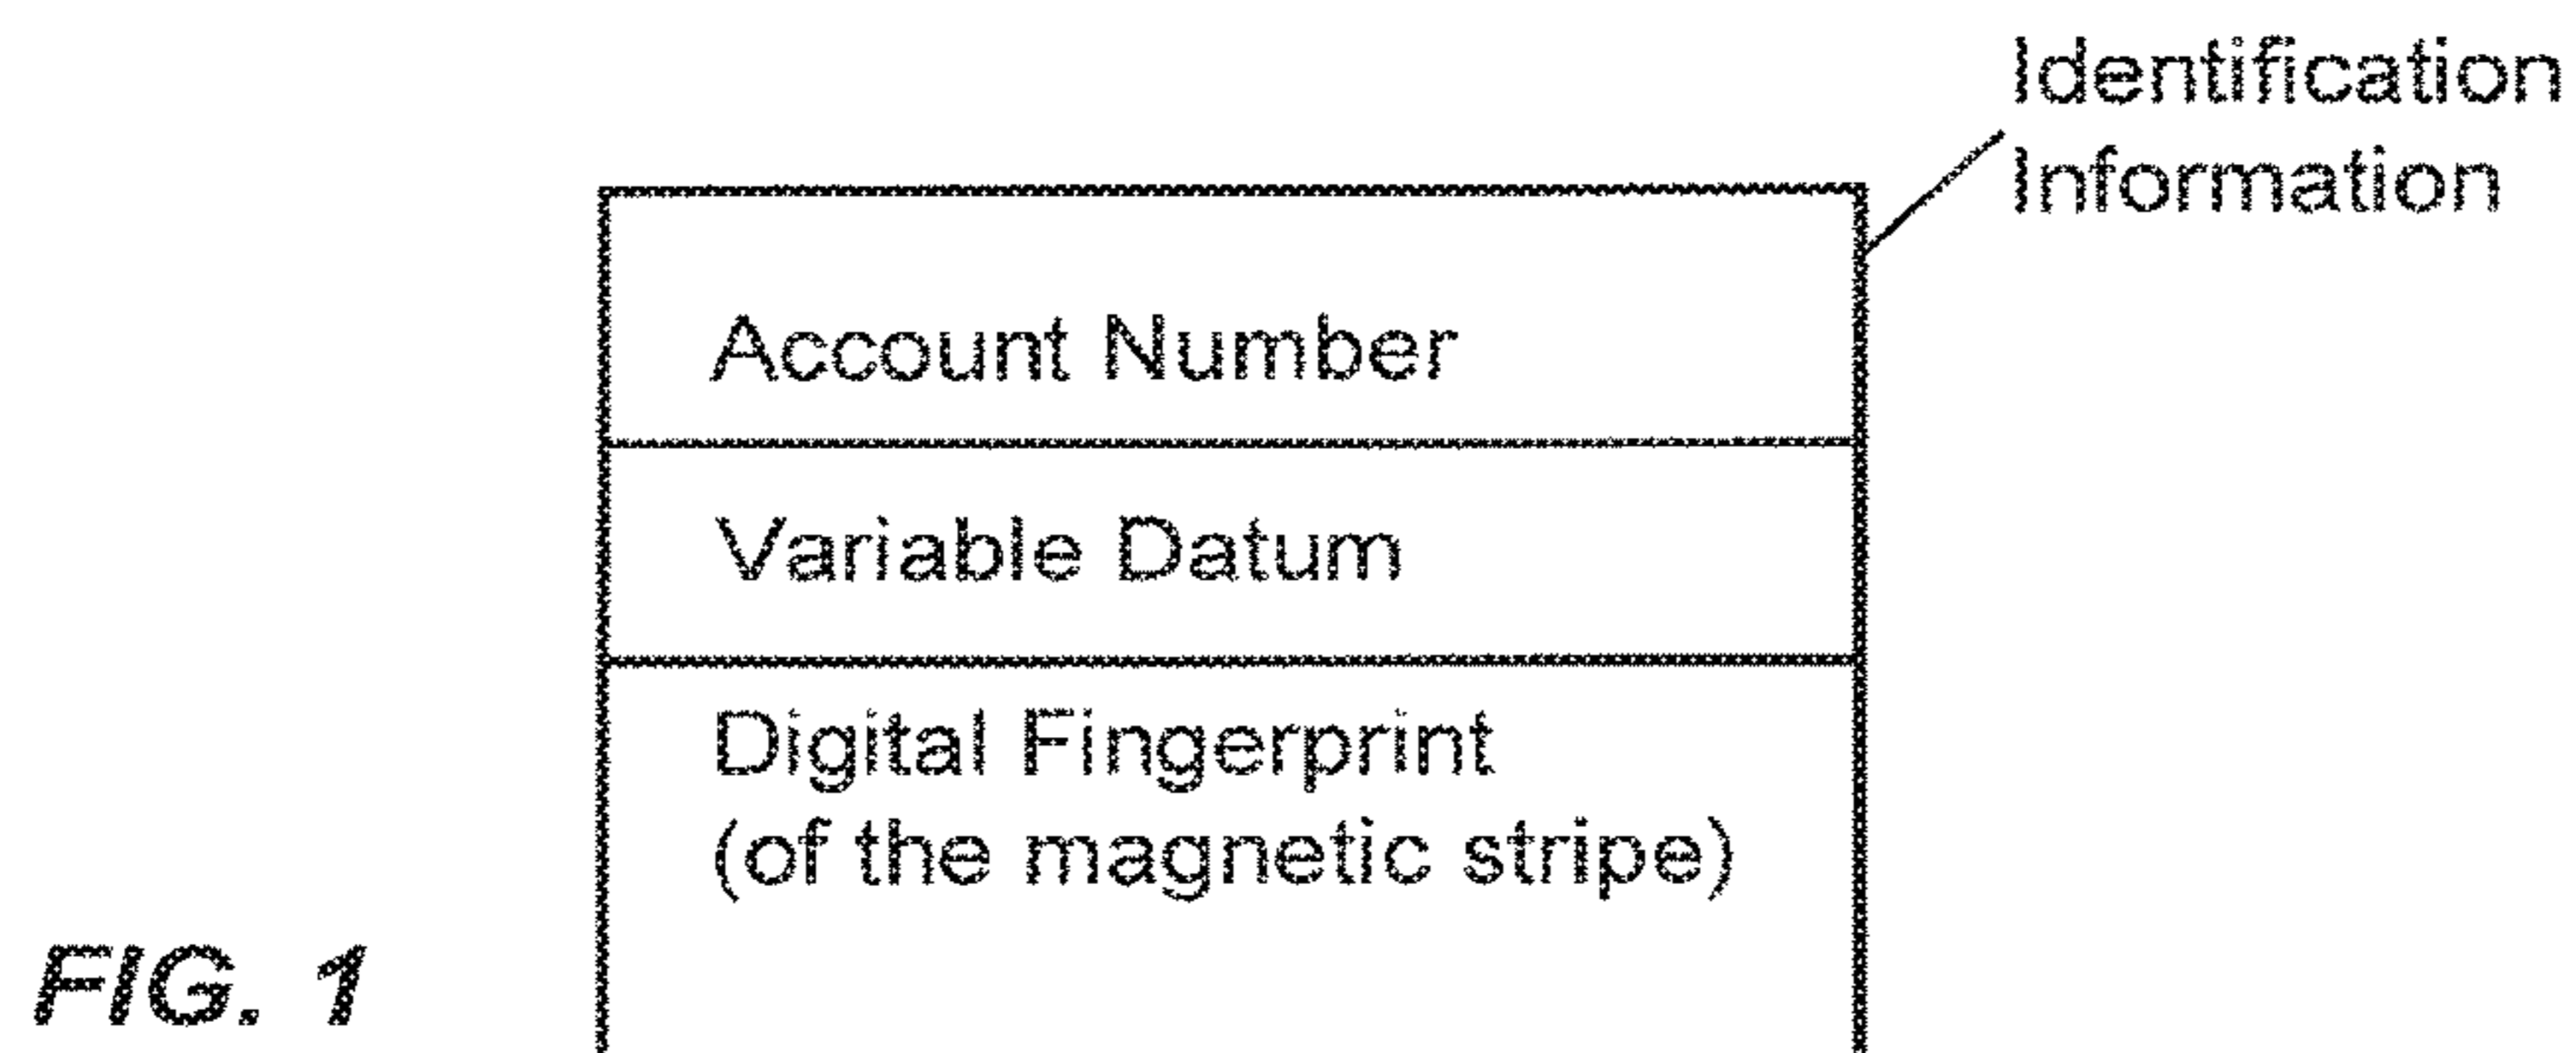 Identification
Information
Account Number
Variable Datum
Digital Fingerprint
(of the magnetic stripe)
FIG. 1